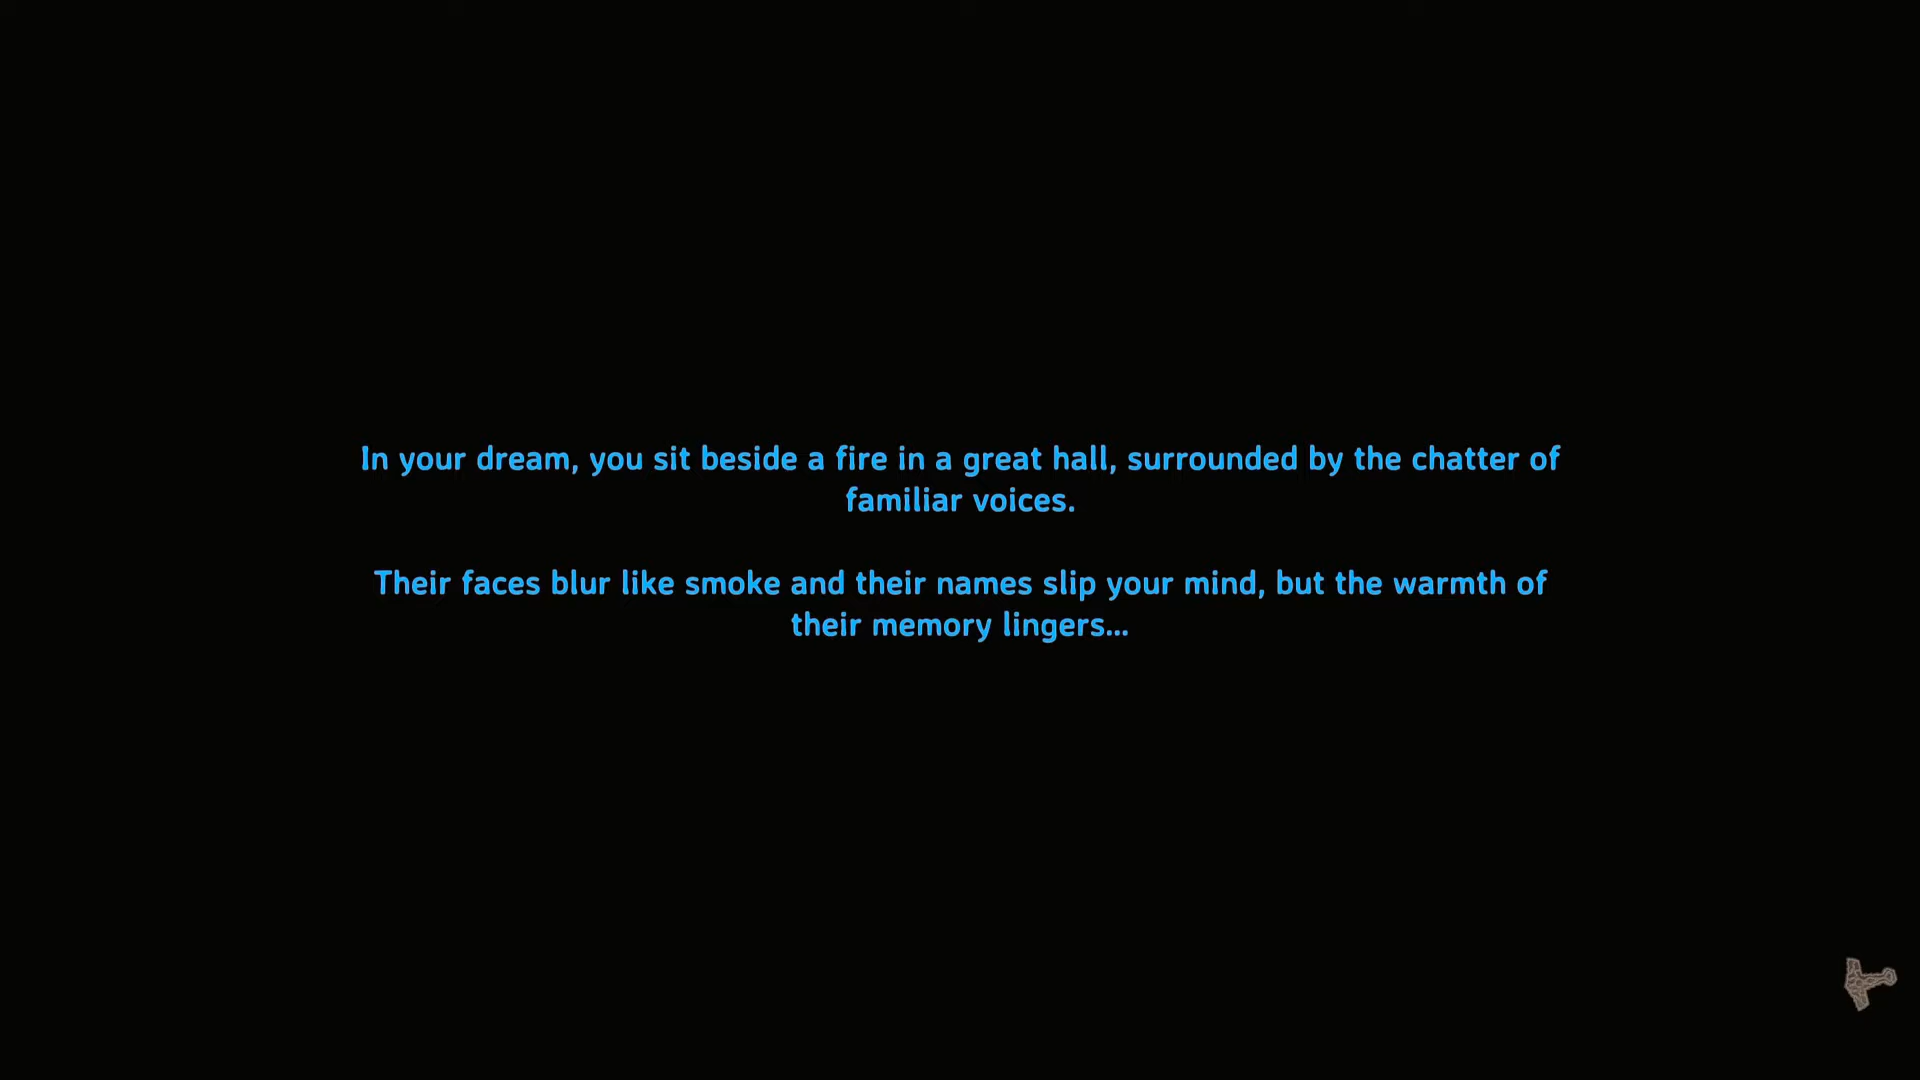 In your dream, you sit beside a fire in a great hall, surrounded by the chatter of
familiar voices.
Their faces blur like smoke and their names slip your mind, but the warmth of
their memory lingers...